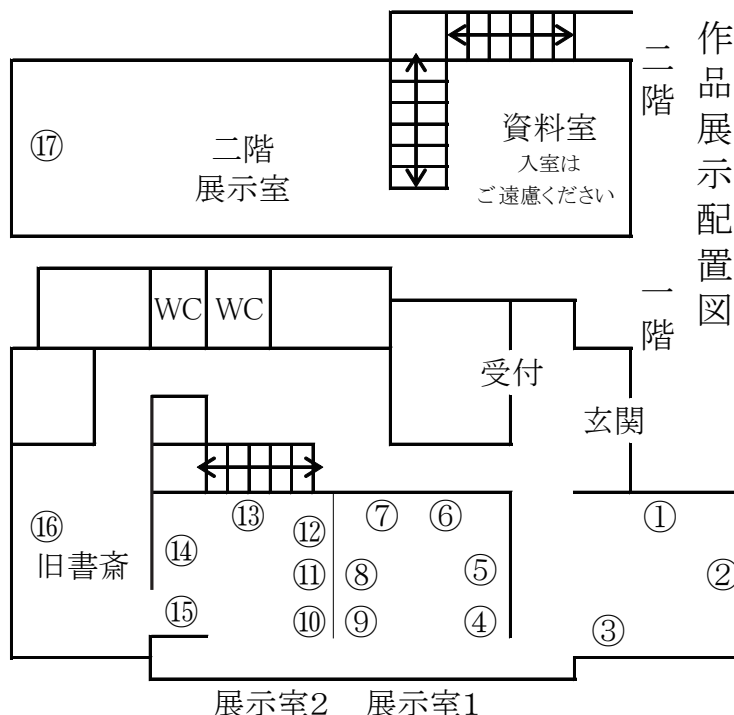 作品展示配置図
二階
⑰
二階
展示室
資料室
入室は
ご遠慮ください
一階
WC
WC
受付
玄関
⑯
旧書斎
⑬
⑭
⑮
⑫
⑪
⑩
⑦
⑥
⑧
⑨
⑤
④
①
②
③
展示室2
展示室1